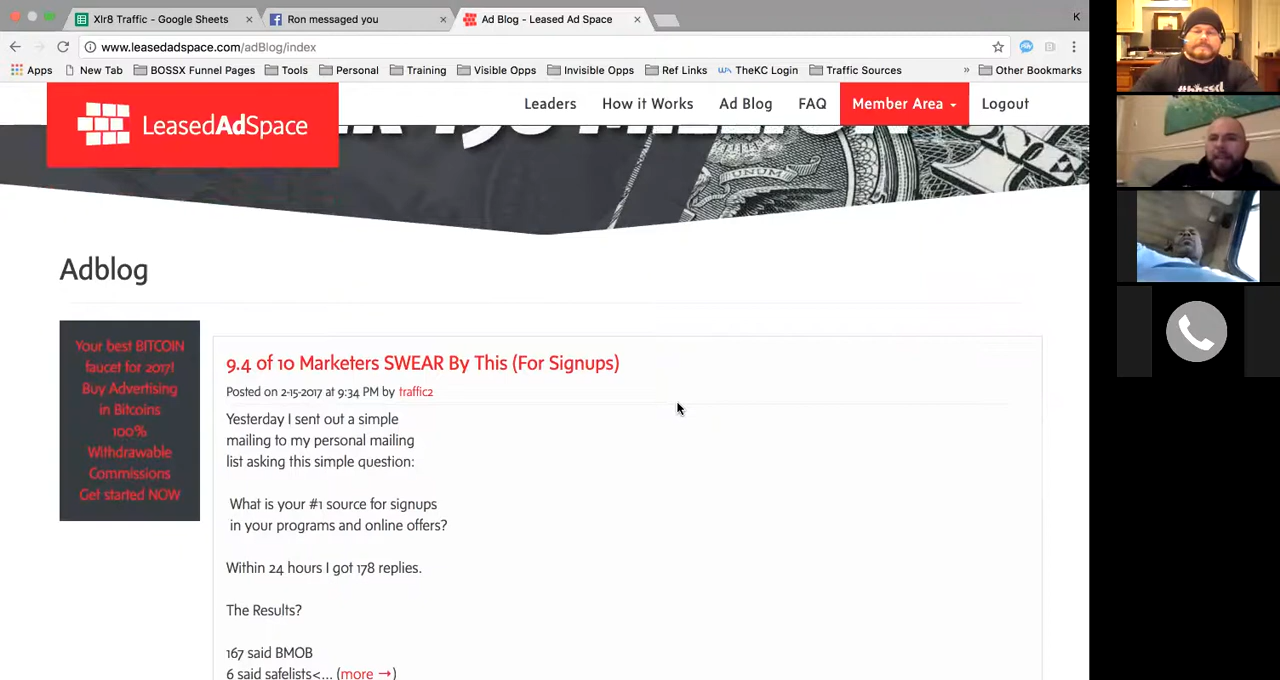 Xlr8 Traffic - Google Sheets
Ron messaged you
Ad Blog - Leased Ad Space
K
www.leasedadspace.com/adBlog/index
Apps
New Tab
BOSSX Funnel Pages
Tools
Personal
Training
Visible Opps
Invisible Opps
Ref Links
TheKC Login
Traffic Sources
»
Other Bookmarks
LeasedAdSpace
Leaders
How it Works
Ad Blog
FAQ
Member Area
Logout
UNUM
Adblog
Your best BITCOIN
faucet for 2017!
Buy Advertising
in Bitcoins
100%
Withdrawable
Commissions
Get started NOW
9.4 of 10 Marketers SWEAR By This (For Signups)
Posted on 2-15-2017 at 9:34 PM by traffic2
Yesterday I sent out a simple
mailing to my personal mailing
list asking this simple question:
What is your #1 source for signups
in your programs and online offers?
Within 24 hours I got 178 replies.
The Results?
167 said BMOB
6 said safelists<... (more →)